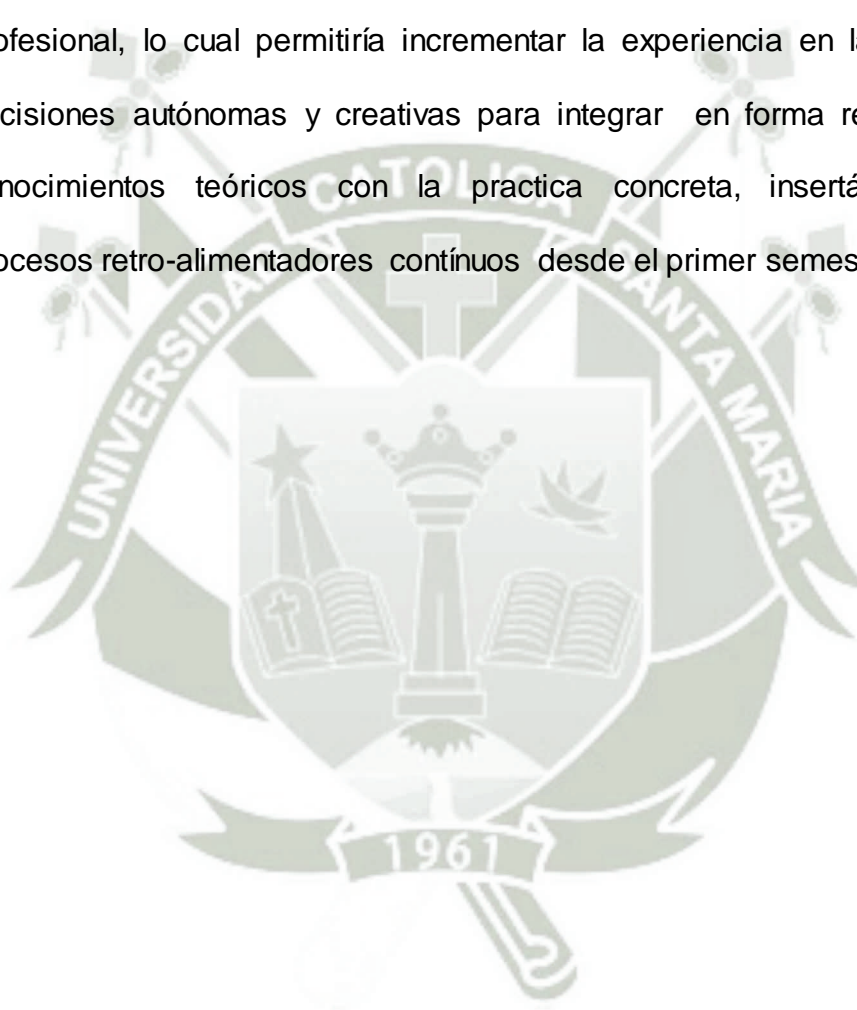 ofesional, lo cual permitiría incrementar la experiencia en la
cisiones autónomas y creativas para integrar en forma re
nocimientos teóricos con la practica concreta, insertá
ocesos retro-alimentadores contínuos desde el primer semes
UNIVERSIDAD CATOLICA SANTA MARIA
1961